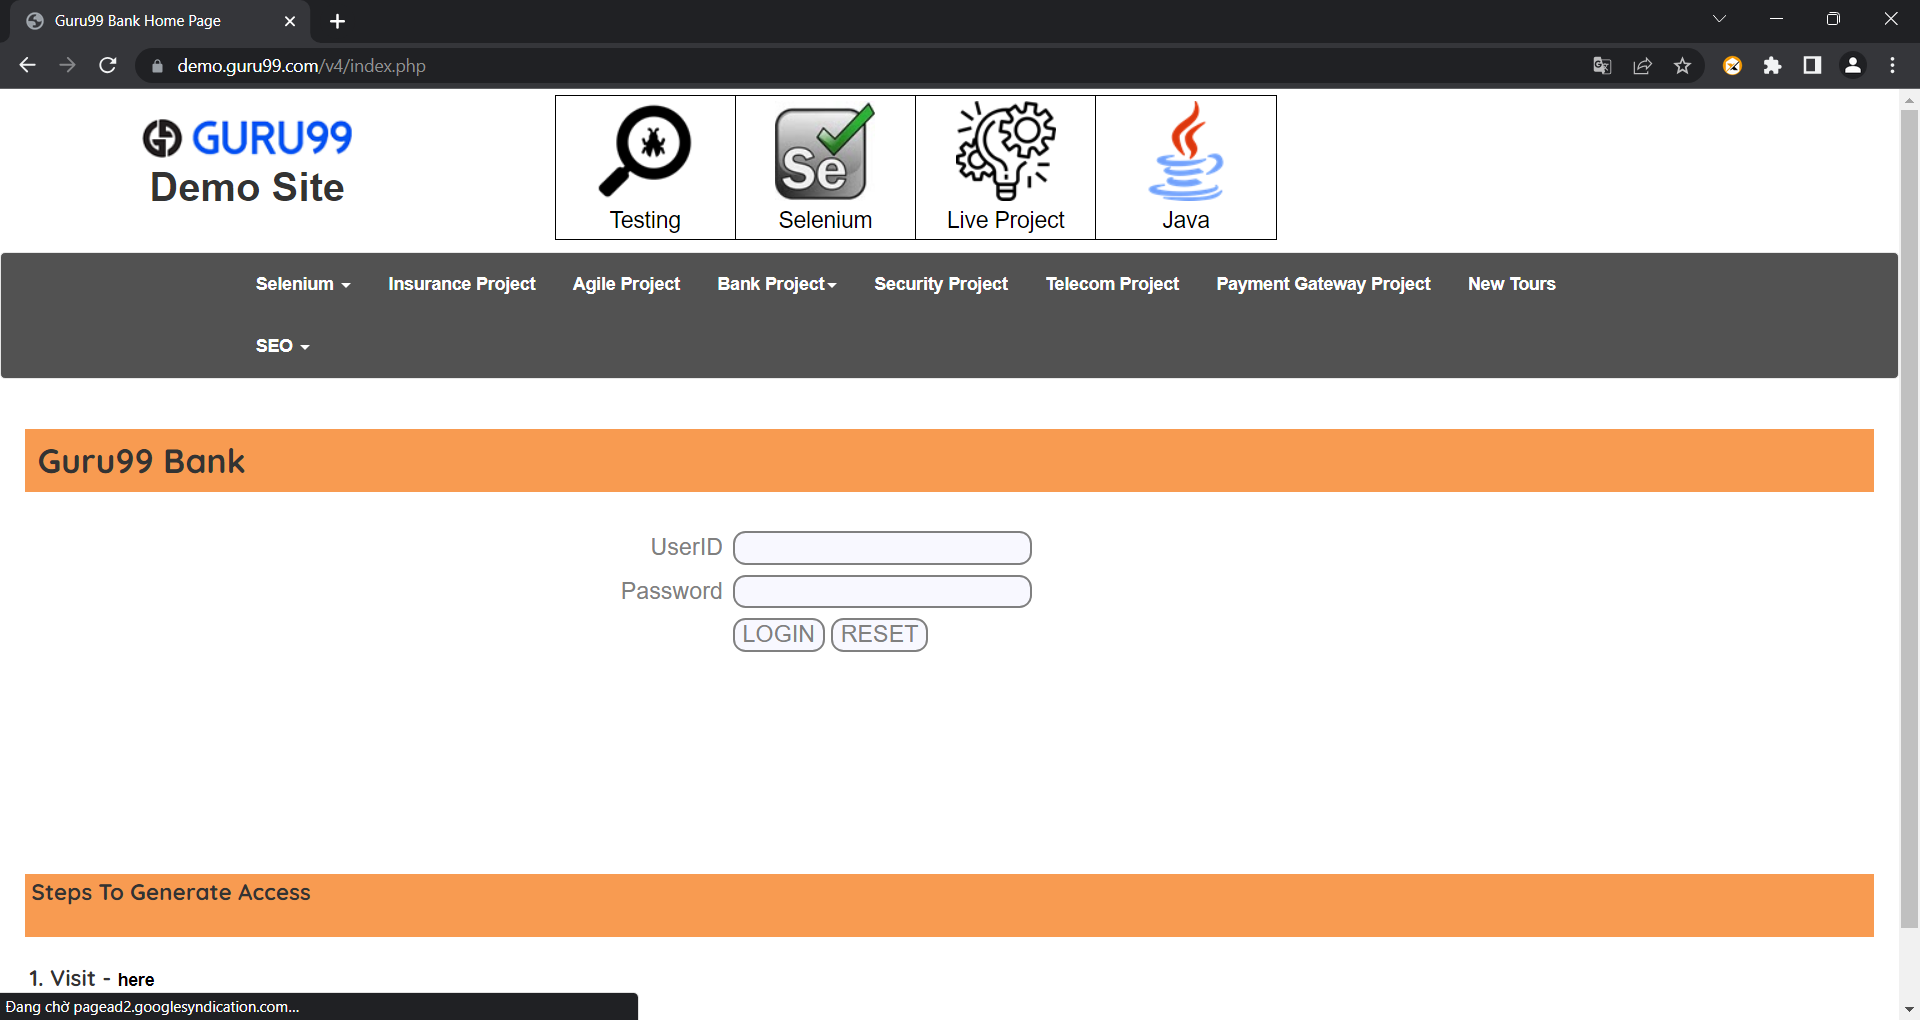 Guru99 Bank Home Page
demo.guru99.com/v4/index.php
GURU99
Demo Site
Testing
Se
Selenium
Live Project
Java
Selenium
Insurance Project
Agile Project
Bank Project
Security Project
Telecom Project
Payment Gateway Project
New Tours
SEO
Guru99 Bank
UserID
Password
LOGIN RESET
Steps To Generate Access
1. Visit - here
Đang chờ pagead2.googlesyndication.com...